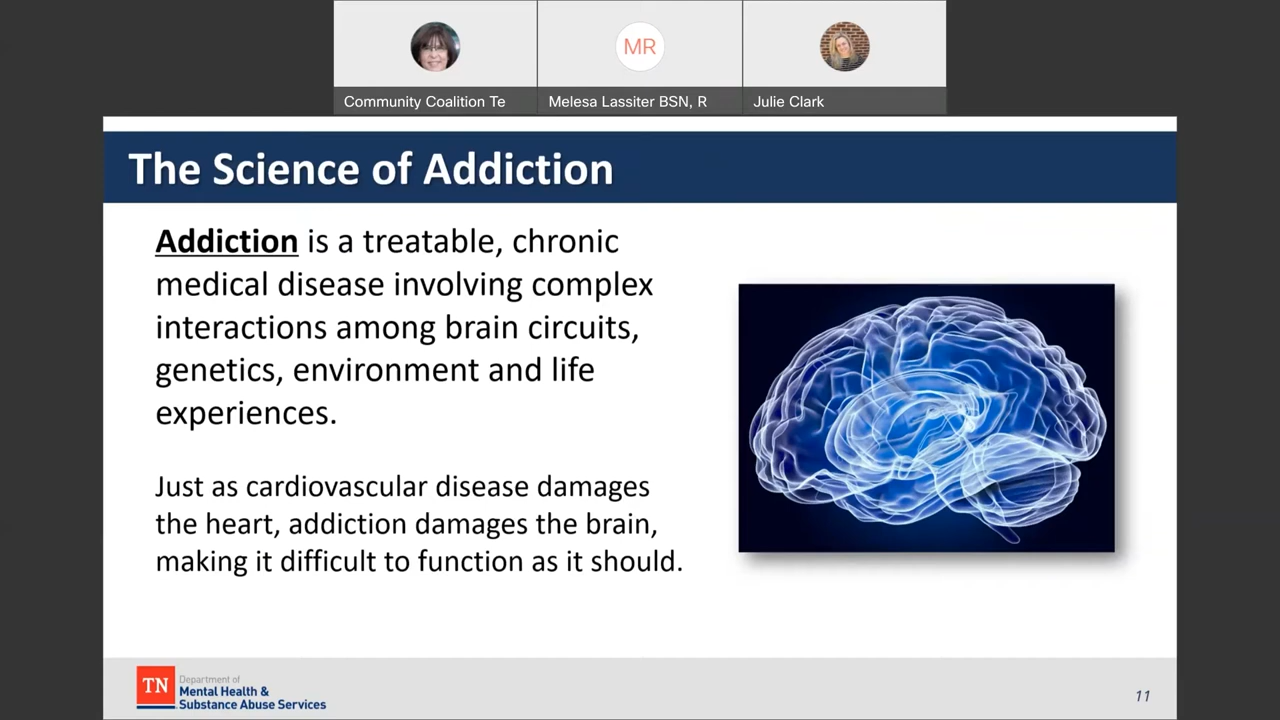 MR
Community Coalition Te
Melesa Lassiter BSN, R
Julie Clark
The Science of Addiction
Addiction is a treatable, chronic
medical disease involving complex
interactions among brain circuits,
genetics, environment and life
experiences.
Just as cardiovascular disease damages
the heart, addiction damages the brain,
making it difficult to function as it should.
TN
Department of
Mental Health &
Substance Abuse Services
11